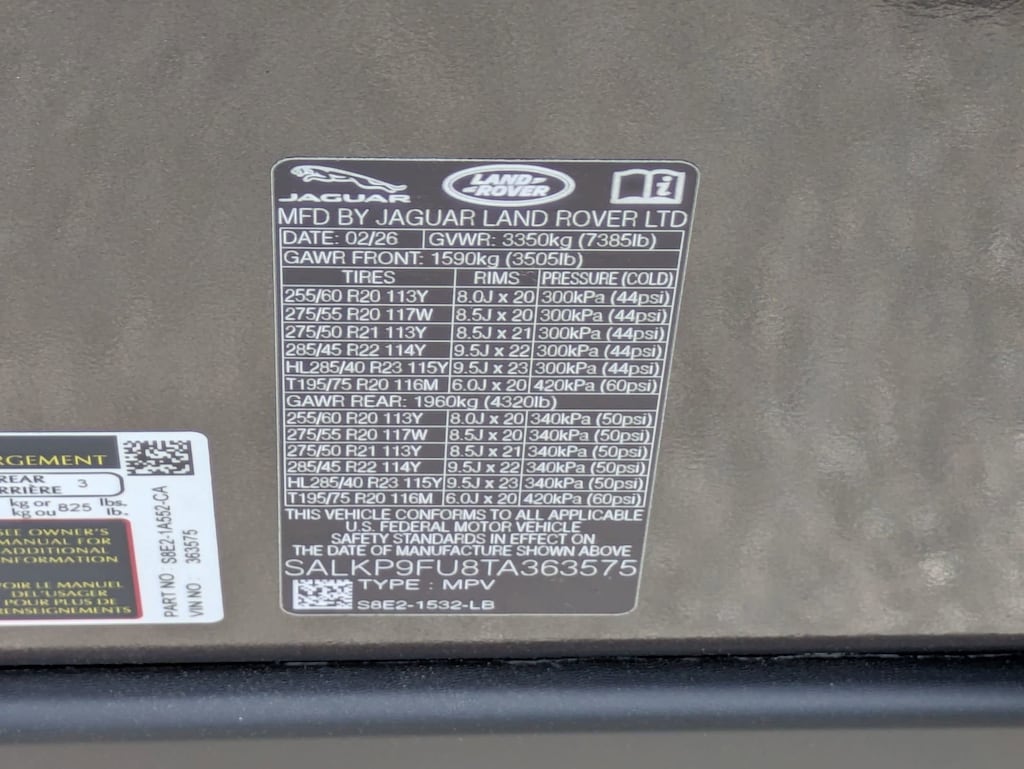 JAGUAR
LAND-
-ROVER
i
MFD BY JAGUAR LAND ROVER LTD
DATE: 02/26 GVWR: 3350kg (7385lb)
GAWR FRONT: 1590kg (3505lb)
TIRES RIMS PRESSURE (COLD)
255/60 R20 113Y 8.0J x 20 300kPa (44psi)
275/55 R20 117W 8.5J x 20 300kPa (44psi)
275/50 R21 113Y 8.5J x 21 300kPa (44psi)
285/45 R22 114Y 9.5J x 22 300kPa (44psi)
HL285/40 R23 115Y 9.5J x 23 300kPa (44psi)
T195/75 R20 116M 6.0J x 20 420kPa (60psi)
GAWR REAR: 1960kg (4320lb)
255/60 R20 113Y 8.0J x 20 340kPa (50psi)
275/55 R20 117W 8.5J x 20 340kPa (50psi)
275/50 R21 113Y 8.5J x 21 340kPa (50psi)
285/45 R22 114Y 9.5J x 22 340kPa (50psi)
HL285/40 R23 115Y 9.5J x 23 340kPa (50psi)
T195/75 R20 116M 6.0J x 20 420kPa (60psi)
THIS VEHICLE CONFORMS TO ALL APPLICABLE
U.S. FEDERAL MOTOR VEHICLE
SAFETY STANDARDS IN EFFECT ON
THE DATE OF MANUFACTURE SHOWN ABOVE
SALKP9FU8TA363575
TYPE: MPV
S8E2-1532-LB
RGEMENT
REAR
RRIÈRE 3
kg or 825 lbs.
kg ou lb.
SEE OWNER'S
MANUAL FOR
ADDITIONAL
INFORMATION
VOIR LE MANUEL
DE L'USAGER
POUR PLUS DE
RENSEIGNEMENTS
PART NO: S8E2-1A552-CA
VIN NO: 363575